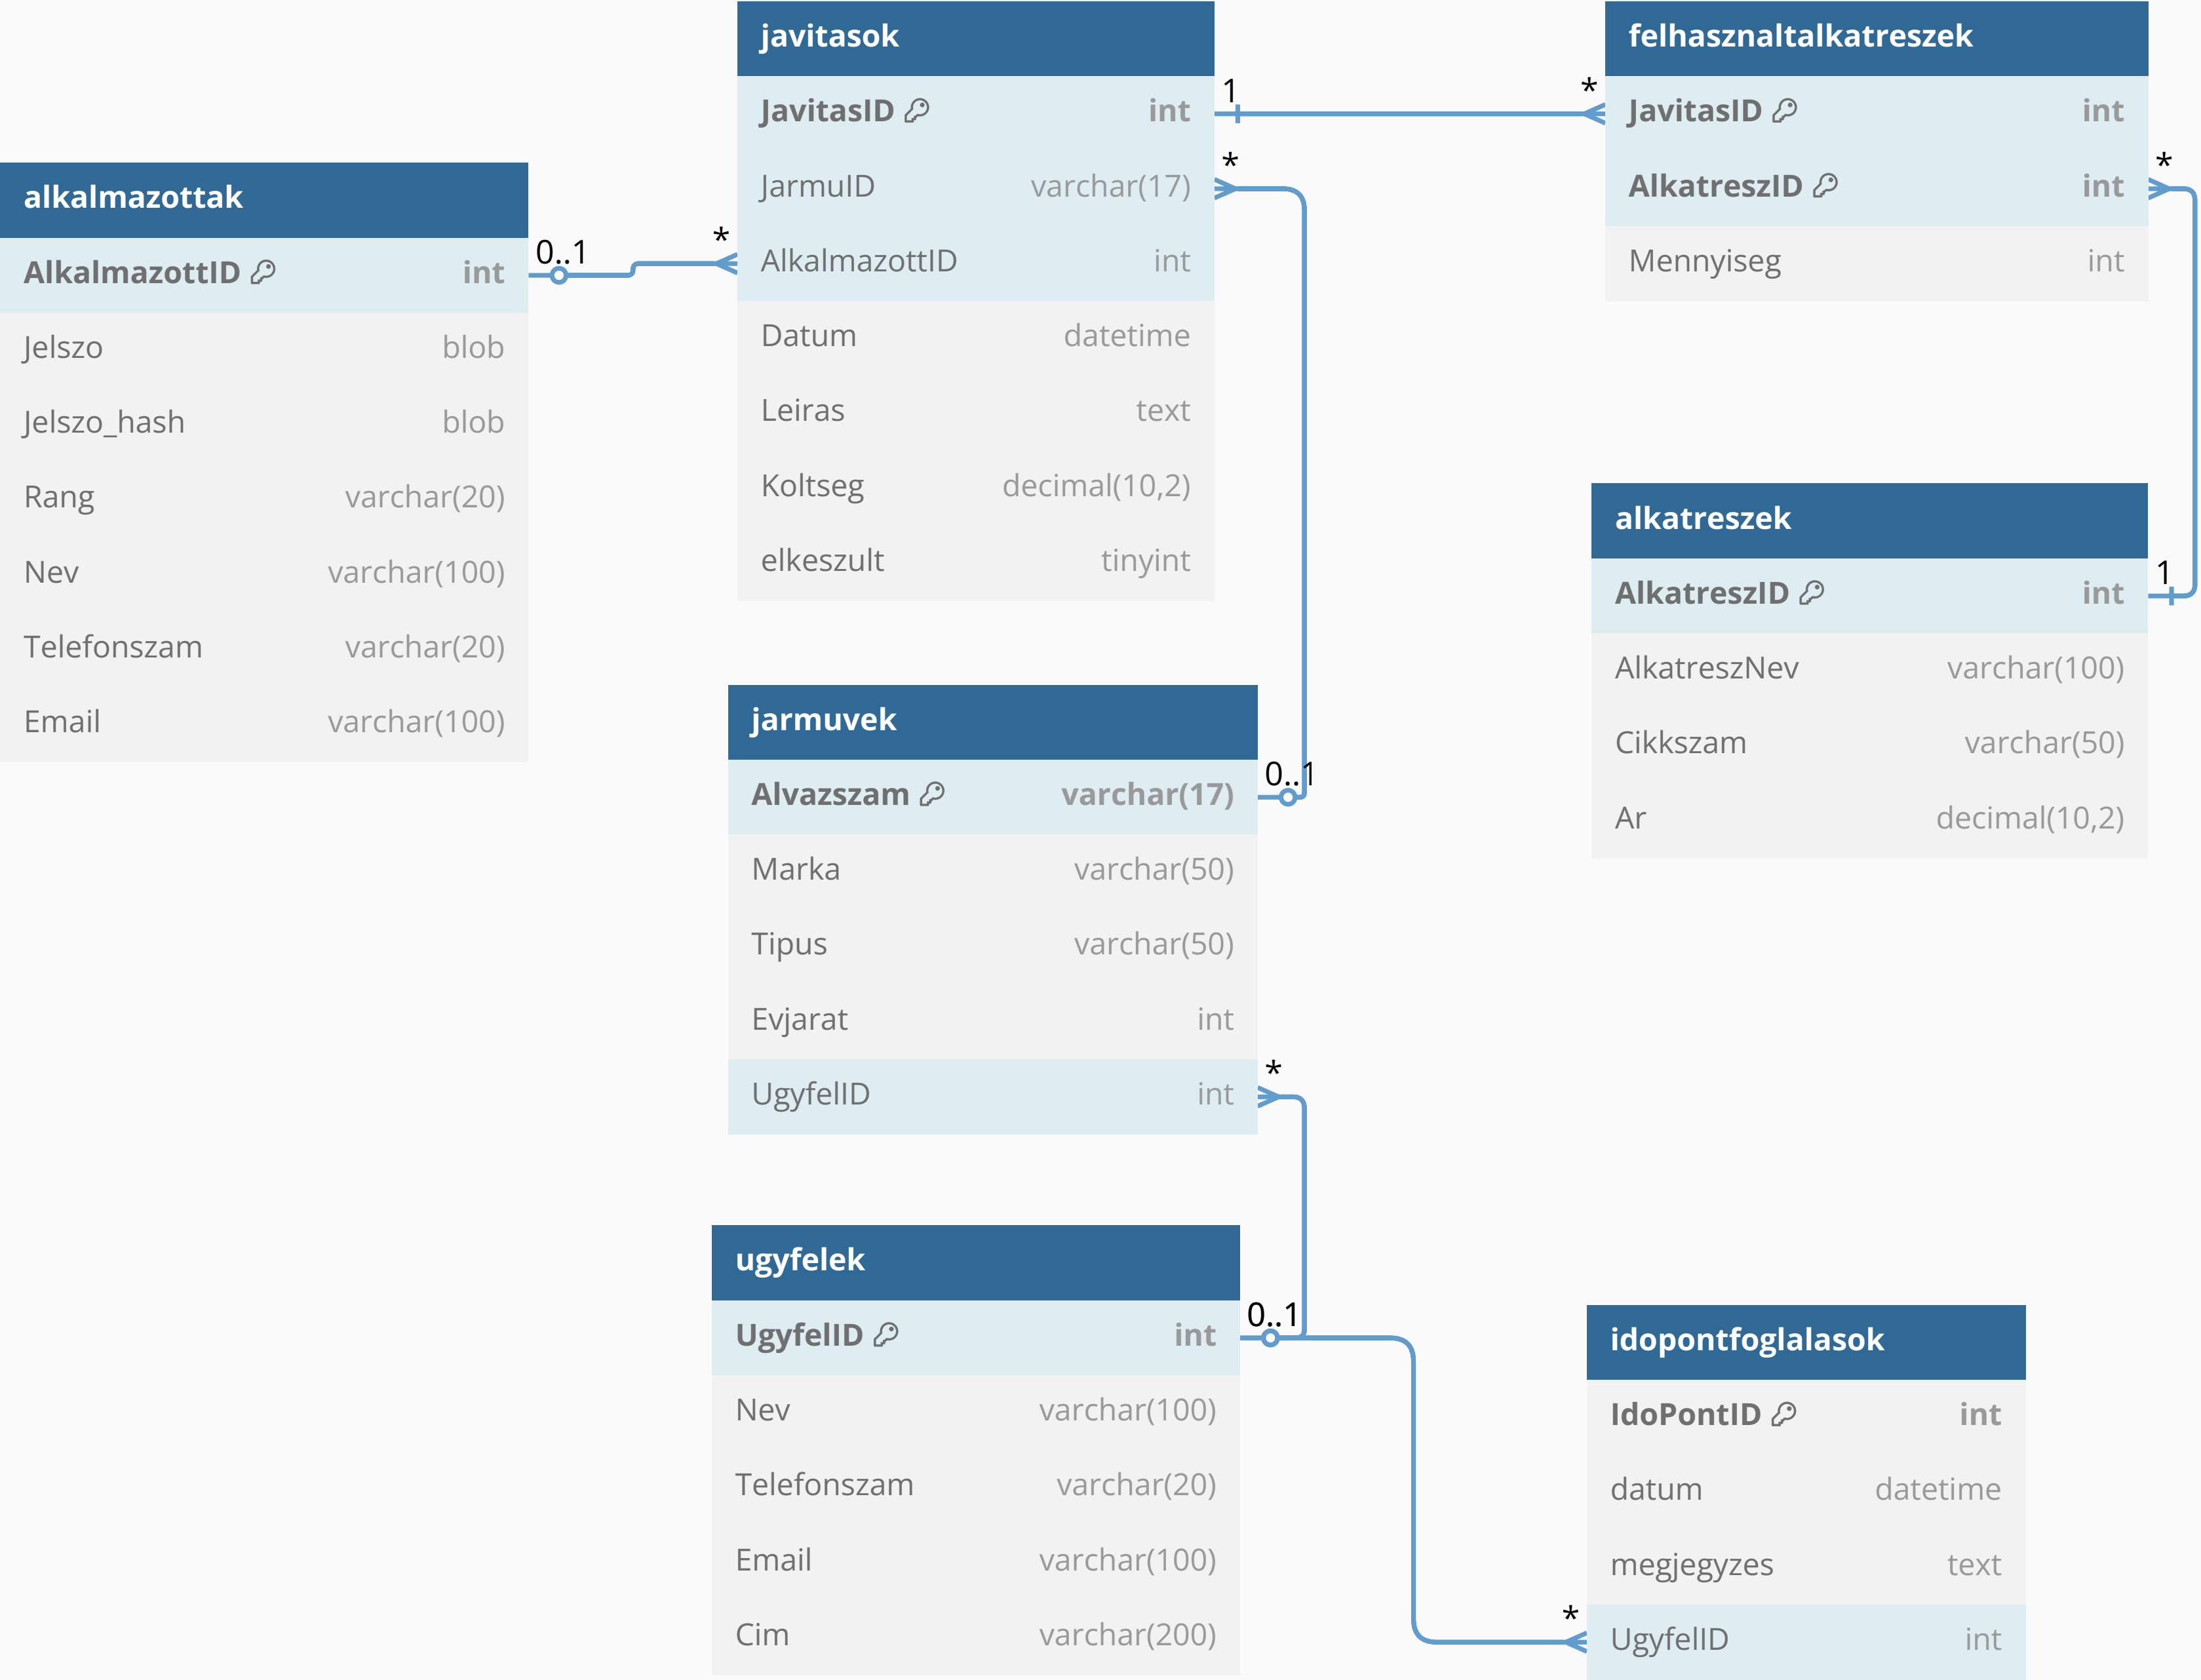 javitasok
JavitasID int
JarmuID varchar(17)
AlkalmazottID int
Datum datetime
Leiras text
Koltseg decimal(10,2)
elkeszult tinyint
1
*
*
felhasznaltalkatreszek
JavitasID int
AlkatreszID int
Mennyiseg int
*
*
alkalmazottak
AlkalmazottID int
Jelszo blob
Jelszo_hash blob
Rang varchar(20)
Nev varchar(100)
Telefonszam varchar(20)
Email varchar(100)
0..1
*
alkatreszek
AlkatreszID int
AlkatreszNev varchar(100)
Cikkszam varchar(50)
Ar decimal(10,2)
1
jarmuvek
Alvazszam varchar(17)
Marka varchar(50)
Tipus varchar(50)
Evjarat int
UgyfelID int
0..1
*
ugyfelek
UgyfelID int
Nev varchar(100)
Telefonszam varchar(20)
Email varchar(100)
Cim varchar(200)
0..1
idopontfoglalasok
IdoPontID int
datum datetime
megjegyzes text
UgyfelID int
*